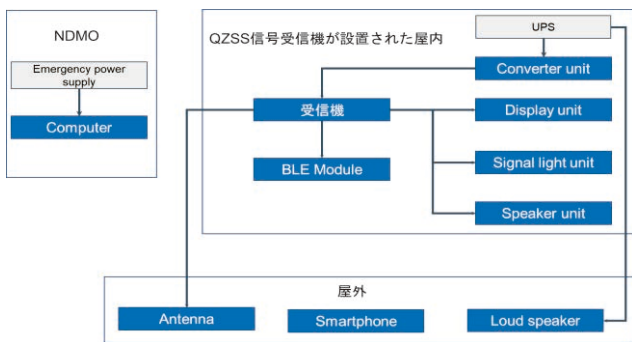 NDMO
Emergency power
supply
Computer
QZSS信号受信機が設置された屋内
UPS
Converter unit
受信機
Display unit
BLE Module
Signal light unit
Speaker unit
屋外
Antenna
Smartphone
Loud speaker